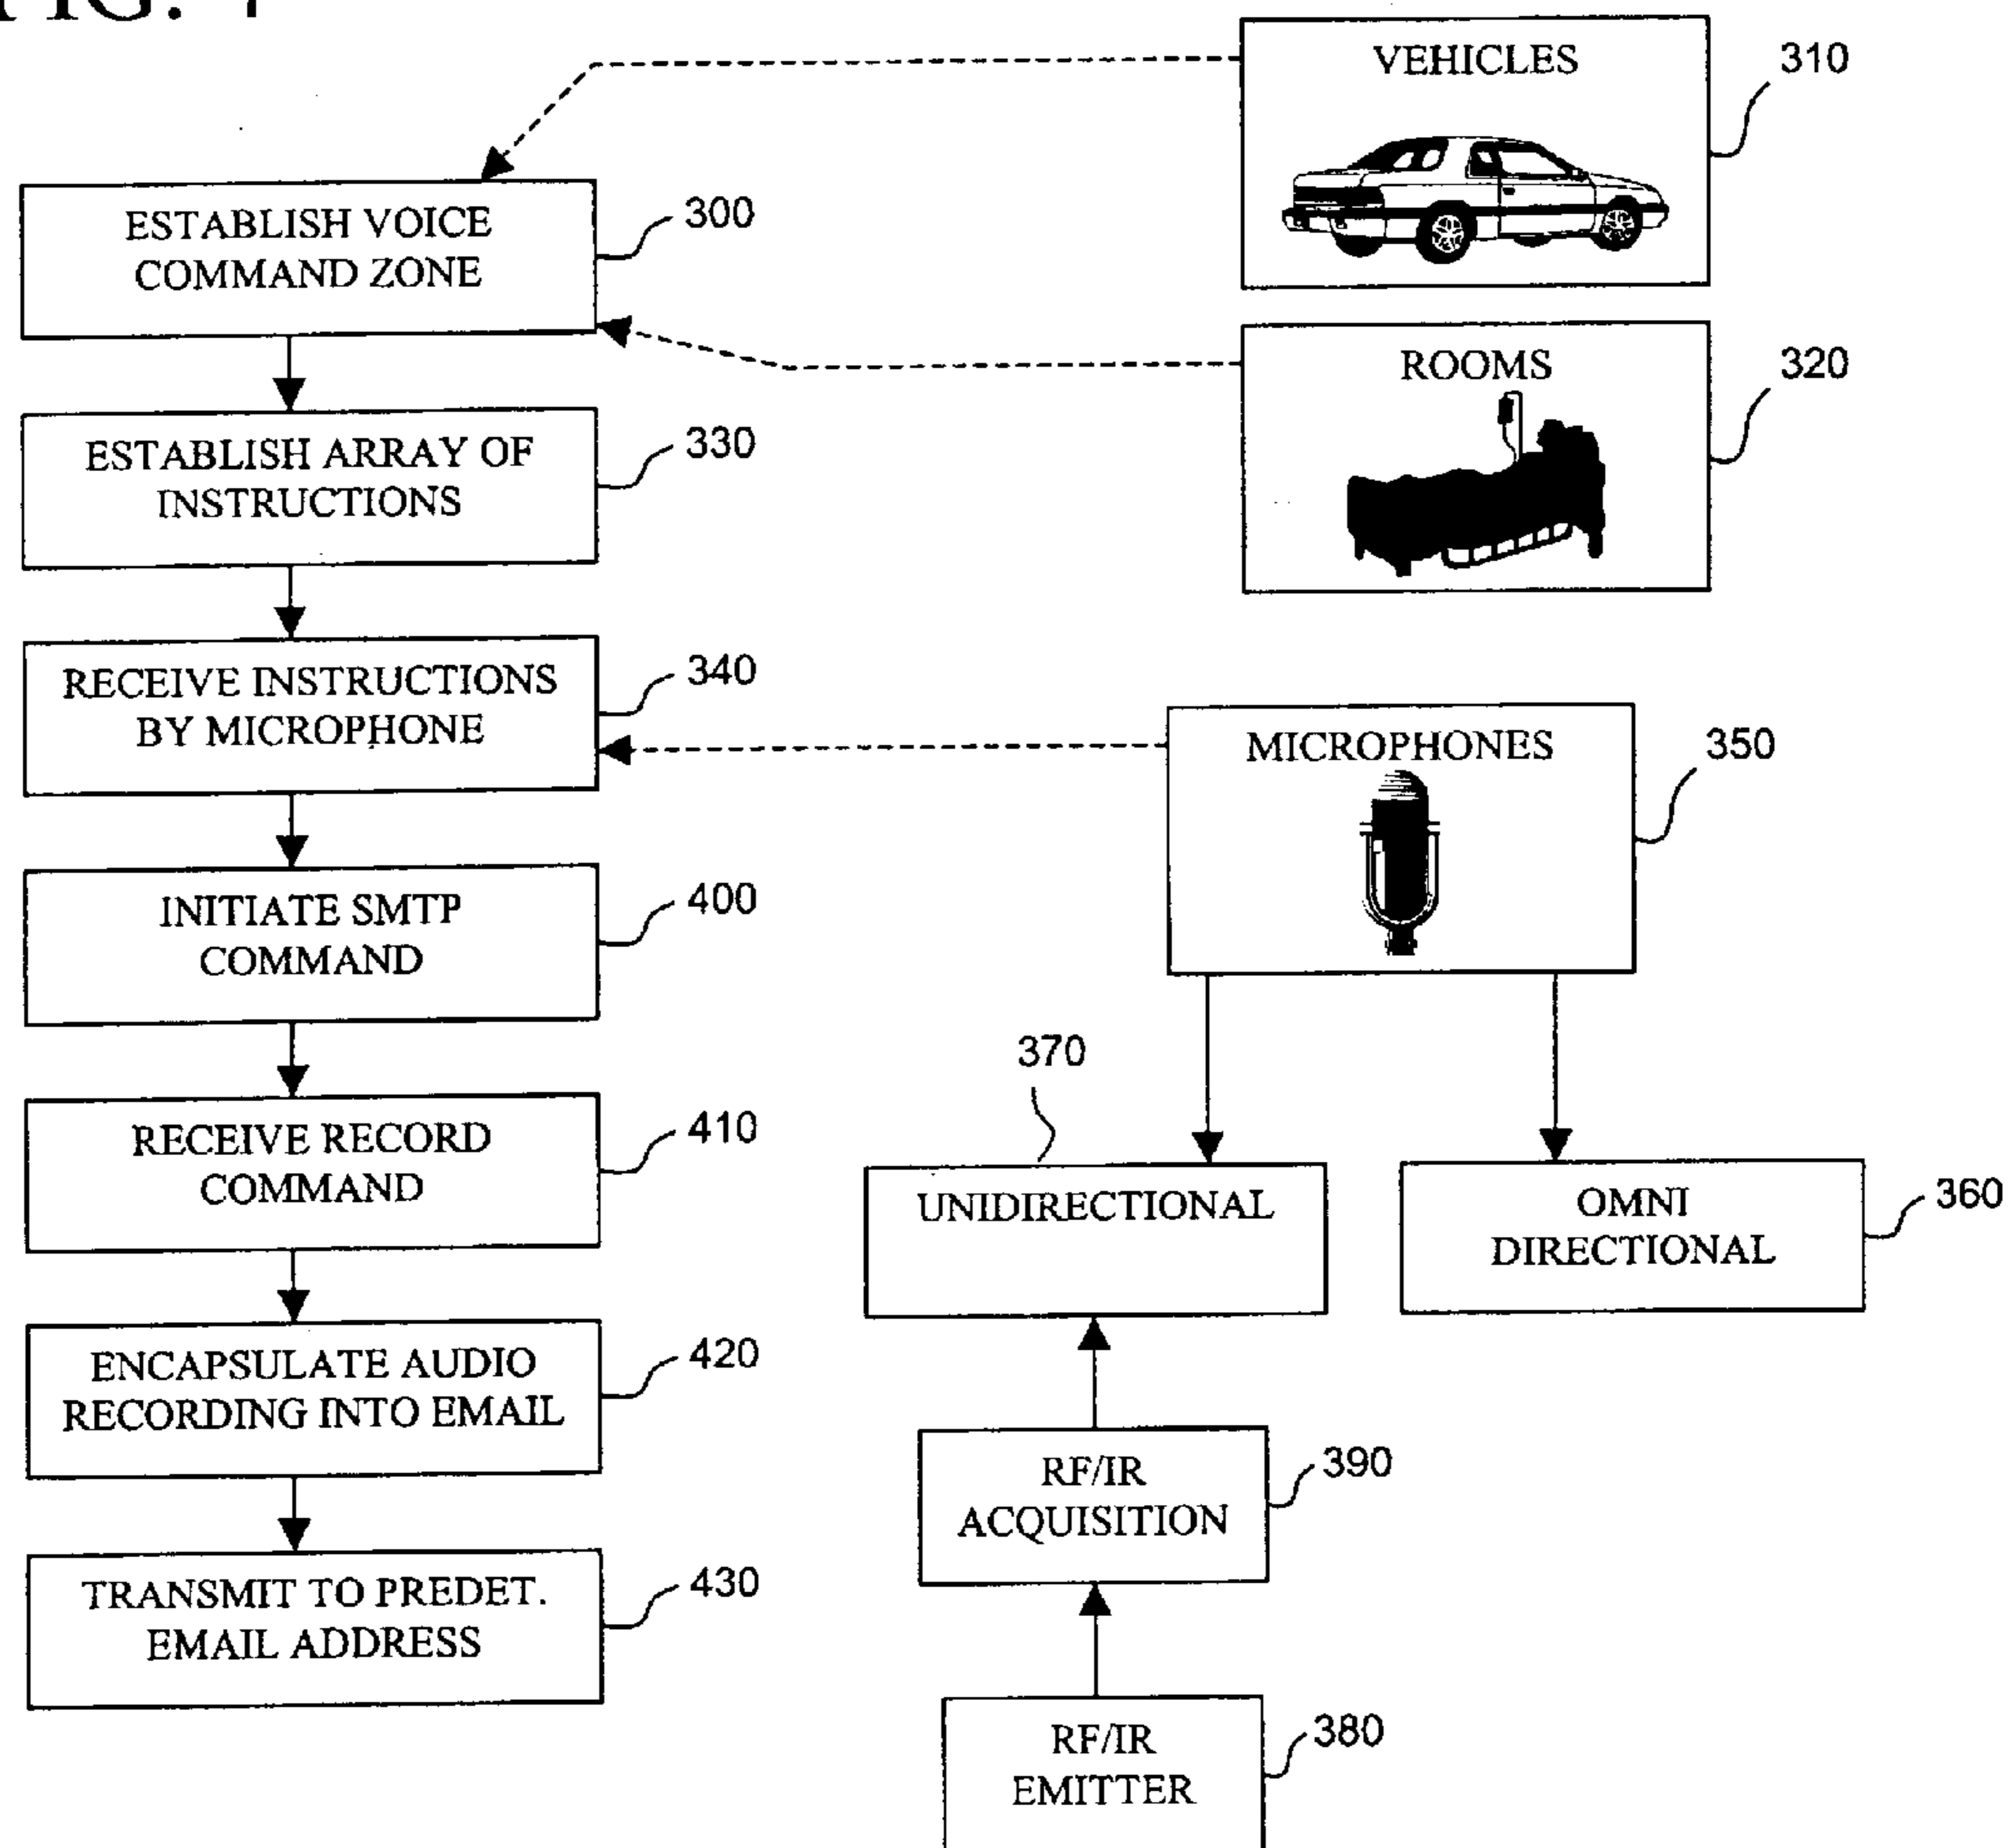 FIG. 4
VEHICLES
310
ESTABLISH VOICE
COMMAND ZONE
300
ROOMS
320
ESTABLISH ARRAY OF
INSTRUCTIONS
330
RECEIVE INSTRUCTIONS
BY MICROPHONE
340
MICROPHONES
350
INITIATE SMTP
COMMAND
400
RECEIVE RECORD
COMMAND
410
370
UNIDIRECTIONAL
OMNI
DIRECTIONAL
360
ENCAPSULATE AUDIO
RECORDING INTO EMAIL
420
RF/IR
ACQUISITION
390
TRANSMIT TO PREDET.
EMAIL ADDRESS
430
RF/IR
EMITTER
380